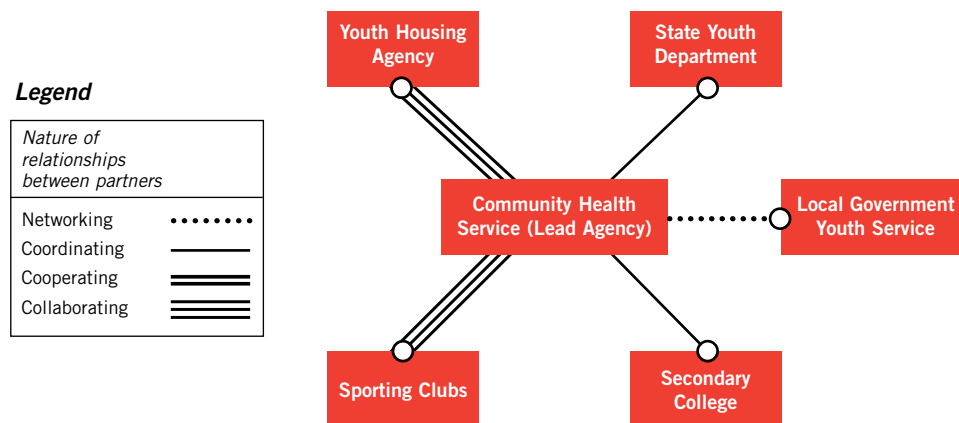 Legend
Nature of
relationships
between partners
Networking
Coordinating
Cooperating
Collaborating
Youth Housing
Agency
State Youth
Department
Community Health
Service (Lead Agency)
Local Government
Youth Service
Sporting Clubs
Secondary
College